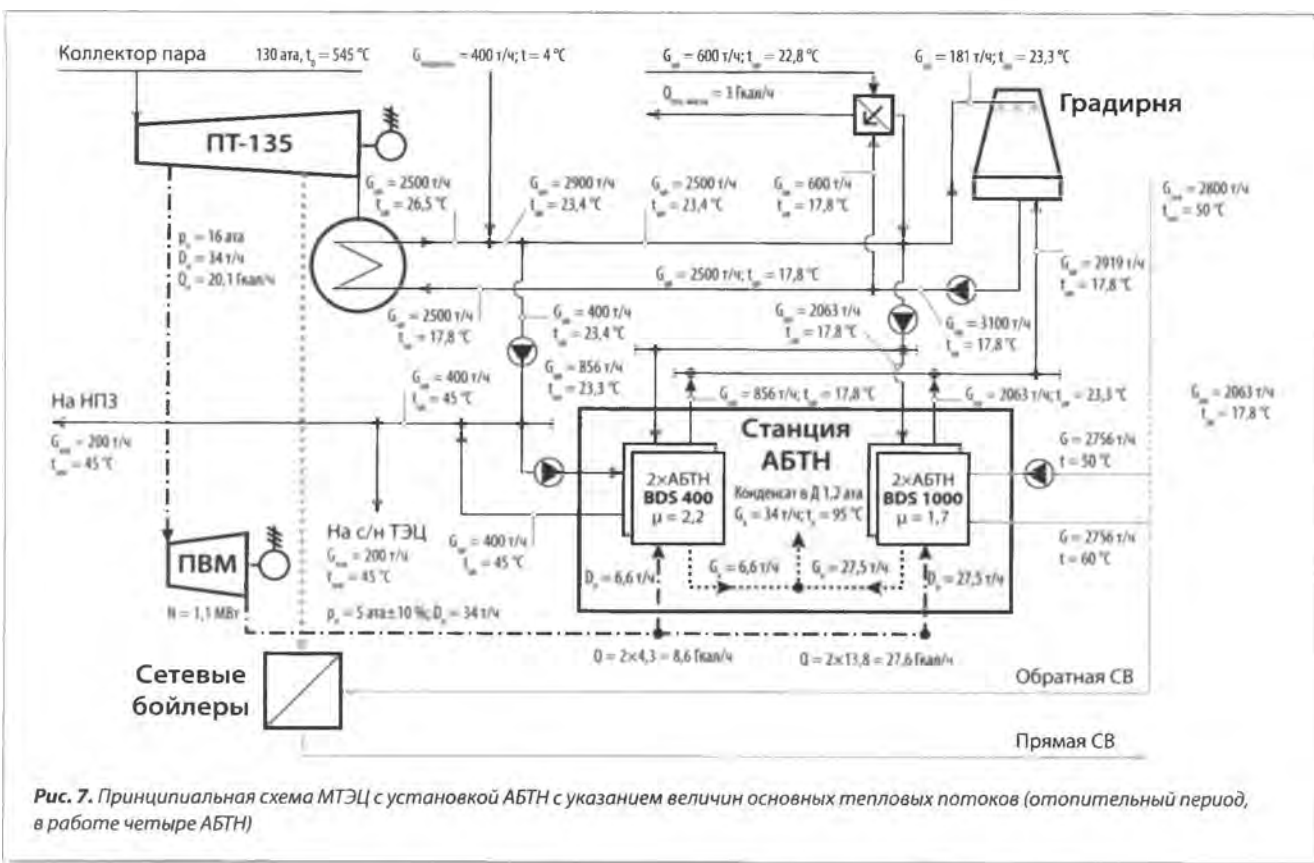 Коллектор пара
130 ата, t₀ = 545 °С
= 400 т/ч; t = 4 °С
G = 600 т/ч; t = 22,8 °С
G = 181 т/ч; t = 23,3 °С
Q = 3 Гкал/ч
Градирня
ПТ-135
G = 2500 т/ч
t = 26,5 °С
G = 2900 т/ч
t = 23,4 °С
G = 2500 т/ч
t = 23,4 °С
G = 600 т/ч
t = 17,8 °С
G = 2800 т/ч
t = 50 °С
p = 16 ата
D = 34 т/ч
Q = 20,1 Гкал/ч
G = 2500 т/ч; t = 17,8 °С
G = 2919 т/ч
t = 17,8 °С
G = 2500 т/ч
t = 17,8 °С
G = 400 т/ч
t = 23,4 °С
G = 2063 т/ч
t = 17,8 °С
G = 3100 т/ч
t = 17,8 °С
G = 400 т/ч
t = 45 °С
G = 856 т/ч
t = 23,3 °С
G = 856 т/ч; t = 17,8 °С
G = 2063 т/ч; t = 23,3 °С
G = 2063 т/ч
t = 17,8 °С
На НПЗ
G = 200 т/ч
t = 45 °С
Станция
АБТН
2×АБТН
BDS 400
μ = 2,2
Конденсат в Д 1,2 ата
G = 34 т/ч; t = 95 °С
2×АБТН
BDS 1000
μ = 1,7
G = 2756 т/ч
t = 50 °С
G = 2756 т/ч
t = 60 °С
На с/н ТЭЦ
G = 200 т/ч
t = 45 °С
G = 400 т/ч
t = 45 °С
ПВМ
N = 1,1 МВт
D = 6,6 т/ч
G = 6,6 т/ч
G = 27,5 т/ч
D = 27,5 т/ч
p = 5 ата±10 %; D = 34 т/ч
Q = 2×4,3 = 8,6 Гкал/ч
Q = 2×13,8 = 27,6 Гкал/ч
Сетевые
бойлеры
Обратная СВ
Прямая СВ
Рис. 7. Принципиальная схема МТЭЦ с установкой АБТН с указанием величин основных тепловых потоков (отопительный период,
в работе четыре АБТН)